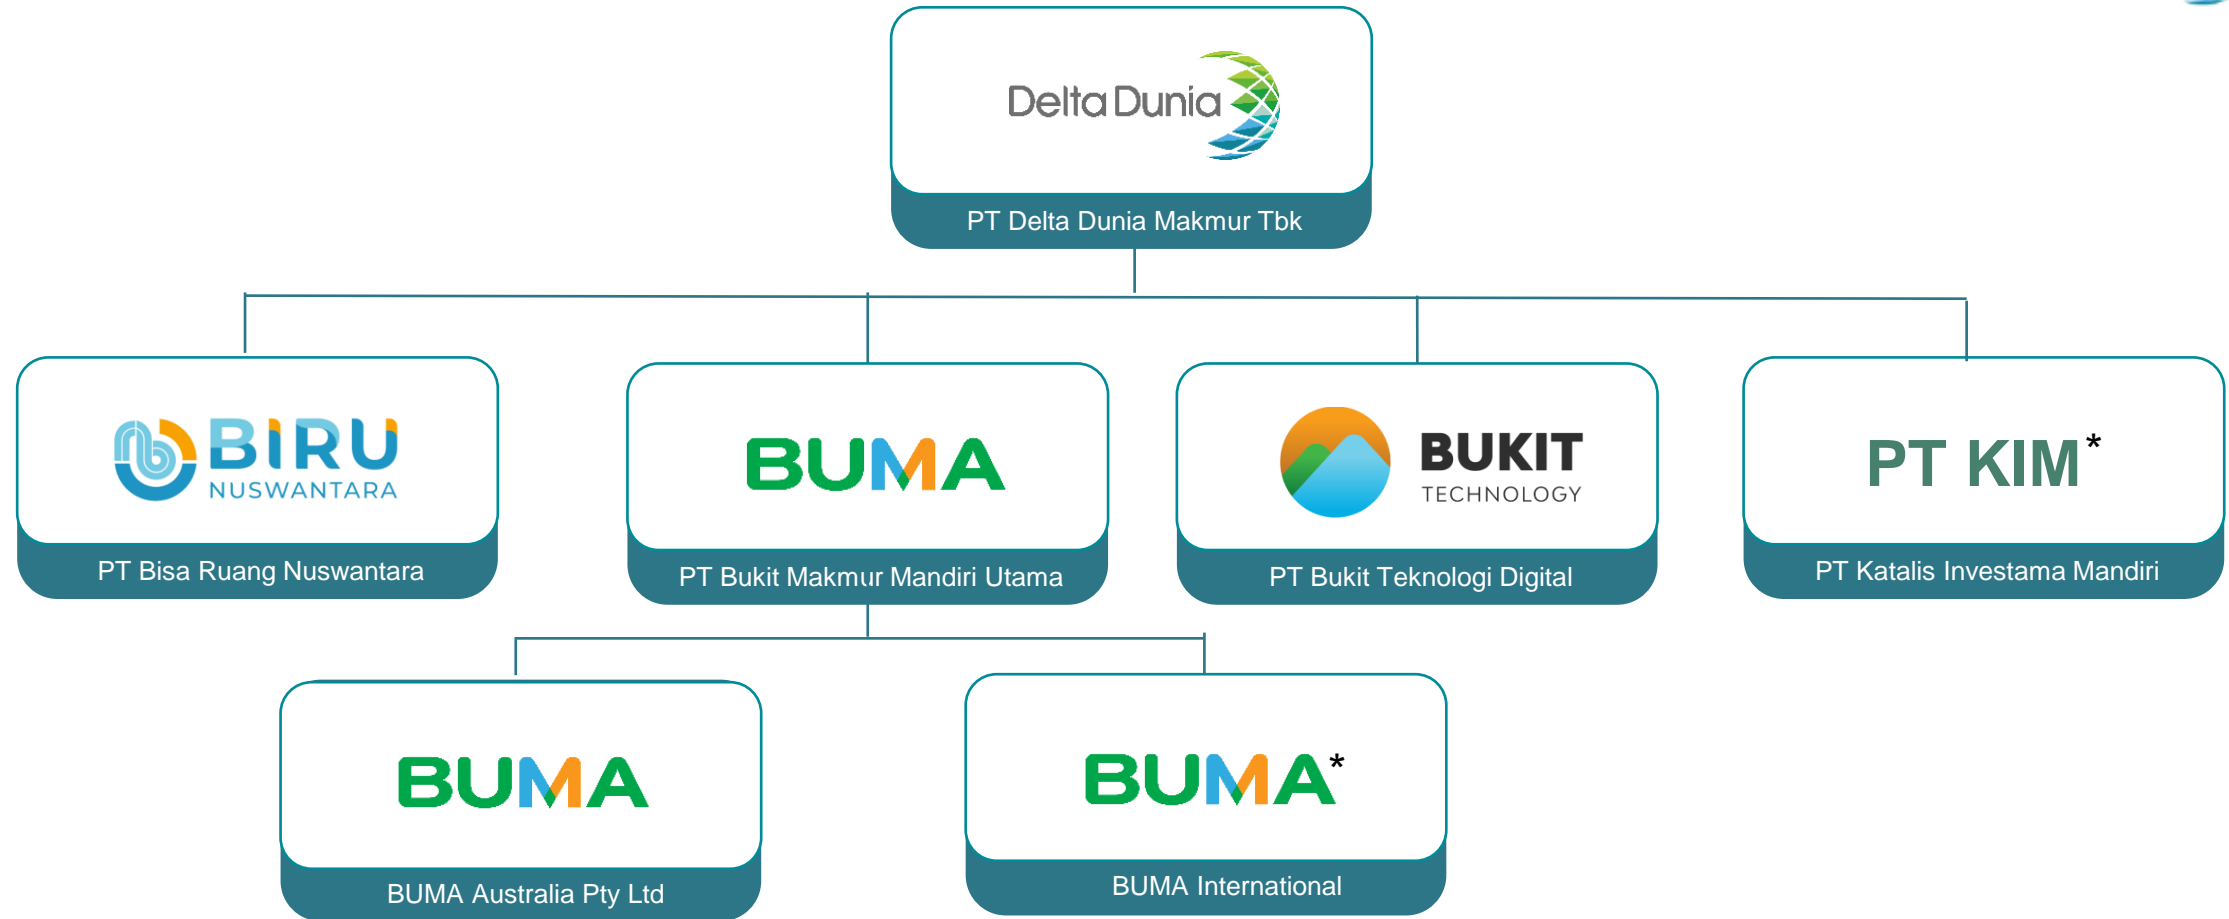 Delta Dunia
PT Delta Dunia Makmur Tbk
BIRU
NUSWANTARA
PT Bisa Ruang Nuswantara
BUMA
PT Bukit Makmur Mandiri Utama
BUKIT
TECHNOLOGY
PT Bukit Teknologi Digital
PT KIM*
PT Katalis Investama Mandiri
BUMA
BUMA Australia Pty Ltd
BUMA*
BUMA International